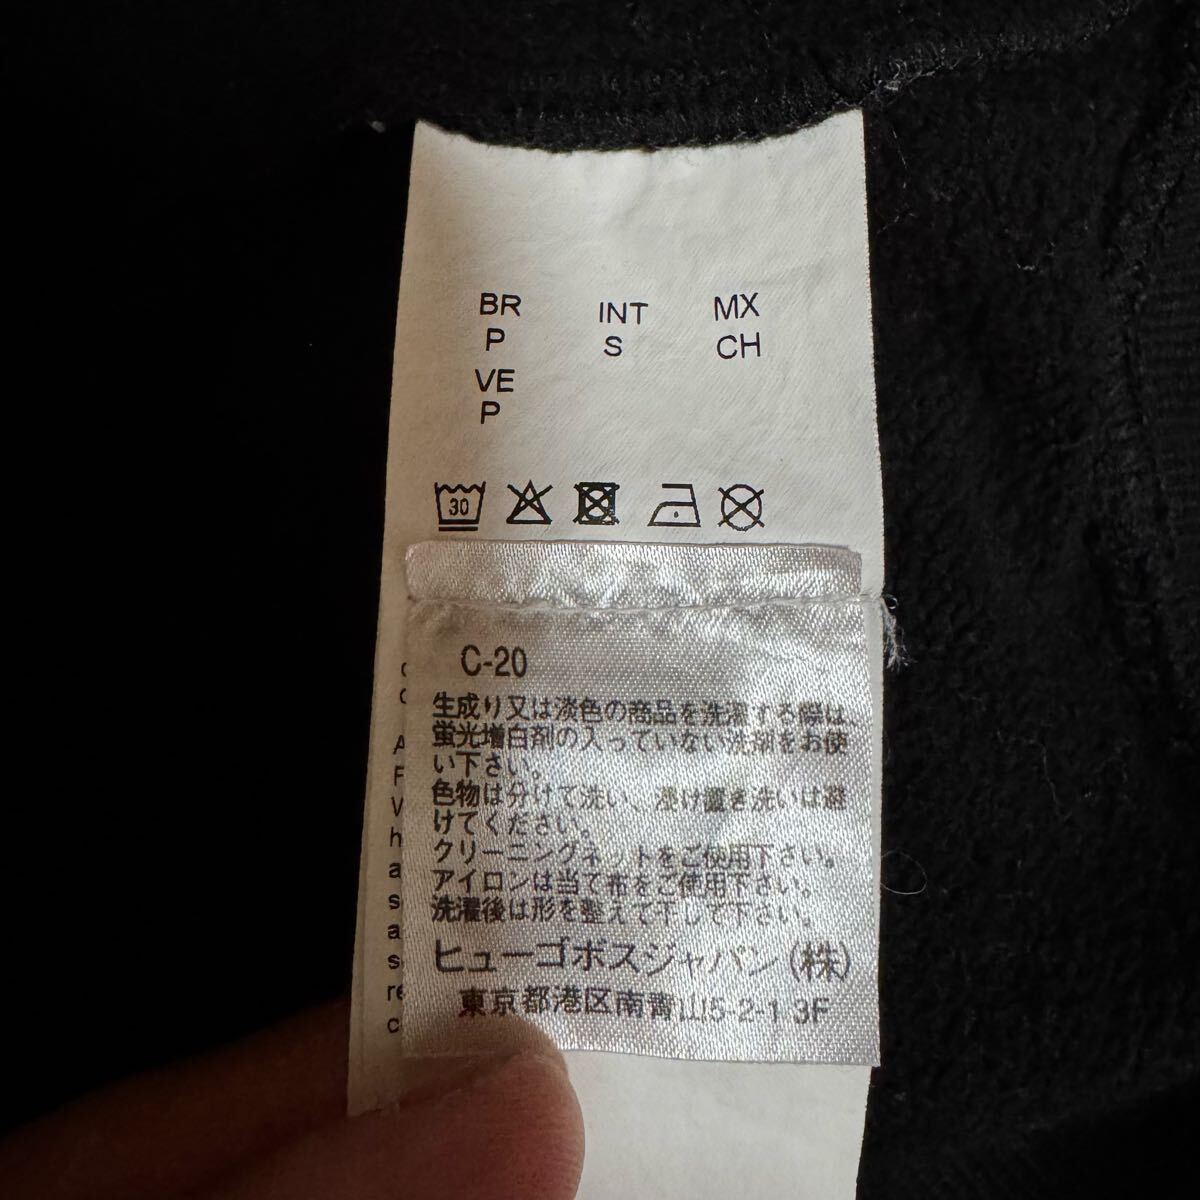 BR INT MX
P S CH
VE
P
30
C-20
生成り又は淡色の商品を洗濯する際は、
蛍光増白剤の入っていない洗剤をお使
い下さい。
色物は分けて洗い、浸け置き洗いは避
けてください。
クリーニングネットをご使用下さい。
アイロンは当て布をご使用下さい。
洗濯後は形を整えて干して下さい。
ヒューゴボスジャパン(株)
東京都港区南青山5-2-1 3F